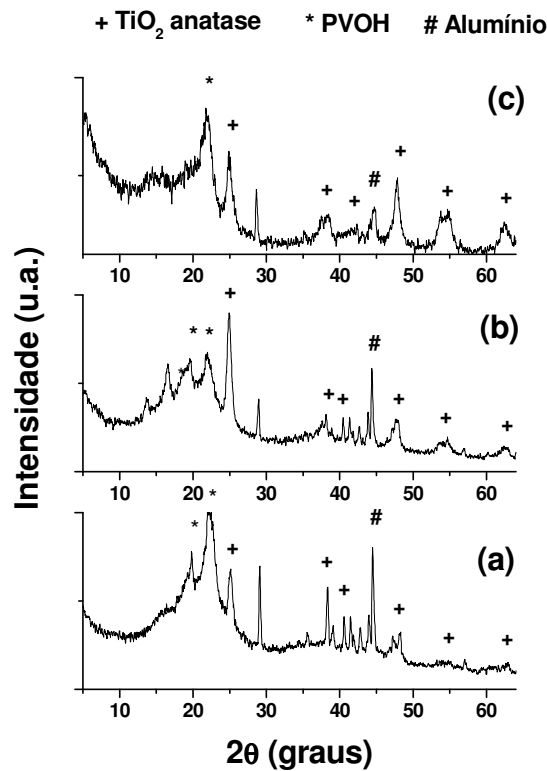 + TiO2 anatase * PVOH # Alumínio
* + + + # + + + (c)
10 20 30 40 50 60
* * * + + + # + + + (b)
10 20 30 40 50 60
* * + + + # + + + (a)
10 20 30 40 50 60
Intensidade (u.a.)
2θ (graus)